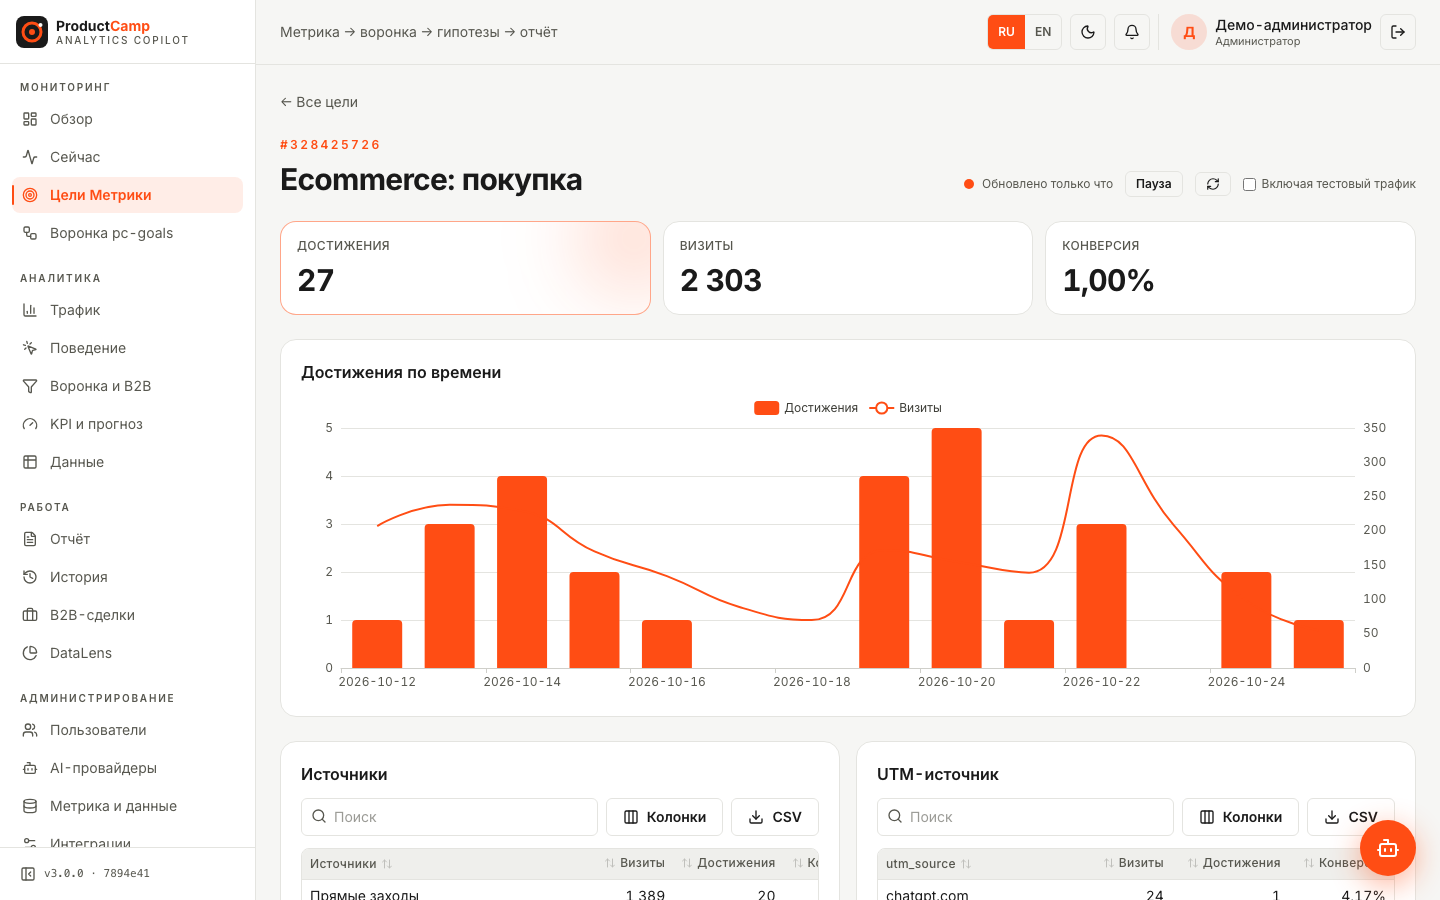 ProductCamp
ANALYTICS COPILOT
МОНИТОРИНГ
Обзор
Сейчас
Цели Метрики
Воронка pc-goals
АНАЛИТИКА
Трафик
Поведение
Воронка и B2B
KPI и прогноз
Данные
РАБОТА
Отчёт
История
B2B-сделки
DataLens
АДМИНИСТРИРОВАНИЕ
Пользователи
AI-провайдеры
Метрика и данные
Интеграции
v3.0.0 · 7894e41
Метрика → воронка → гипотезы → отчёт
RU EN
Д
Демо-администратор
Администратор
← Все цели
#328425726
Ecommerce: покупка
Обновлено только что
Пауза
Включая тестовый трафик
ДОСТИЖЕНИЯ
27
ВИЗИТЫ
2 303
КОНВЕРСИЯ
1,00%
Достижения по времени
Достижения Визиты
5 350
300
4
250
3 200
2 150
100
1
50
0 0
2026-10-12 2026-10-14 2026-10-16 2026-10-18 2026-10-20 2026-10-22 2026-10-24
Источники
Поиск Колонки CSV
Источники Визиты Достижения Ко
Прямые заходы 1 389 20
UTM-источник
Поиск Колонки CSV
utm_source Визиты Достижения Конвер
chatgpt.com 24 1 4,17%